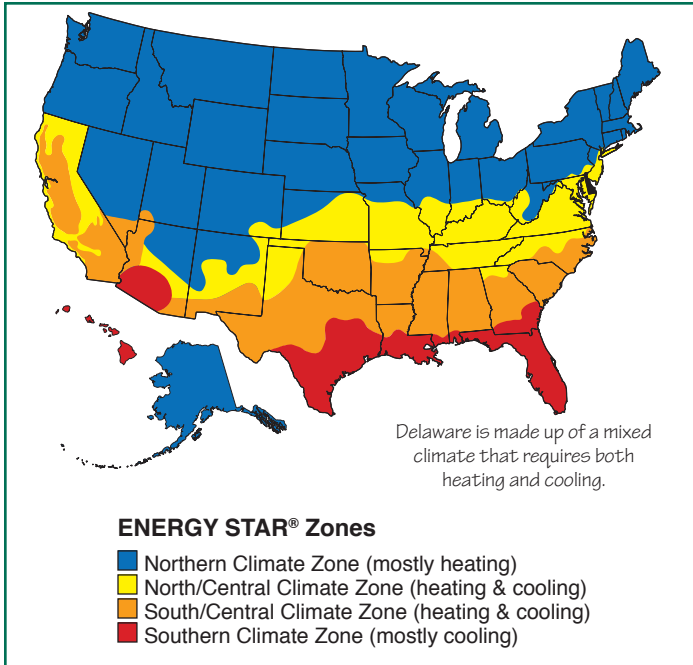 Delaware is made up of a mixed
climate that requires both
heating and cooling.
ENERGY STAR® Zones
Northern Climate Zone (mostly heating)
North/Central Climate Zone (heating & cooling)
South/Central Climate Zone (heating & cooling)
Southern Climate Zone (mostly cooling)